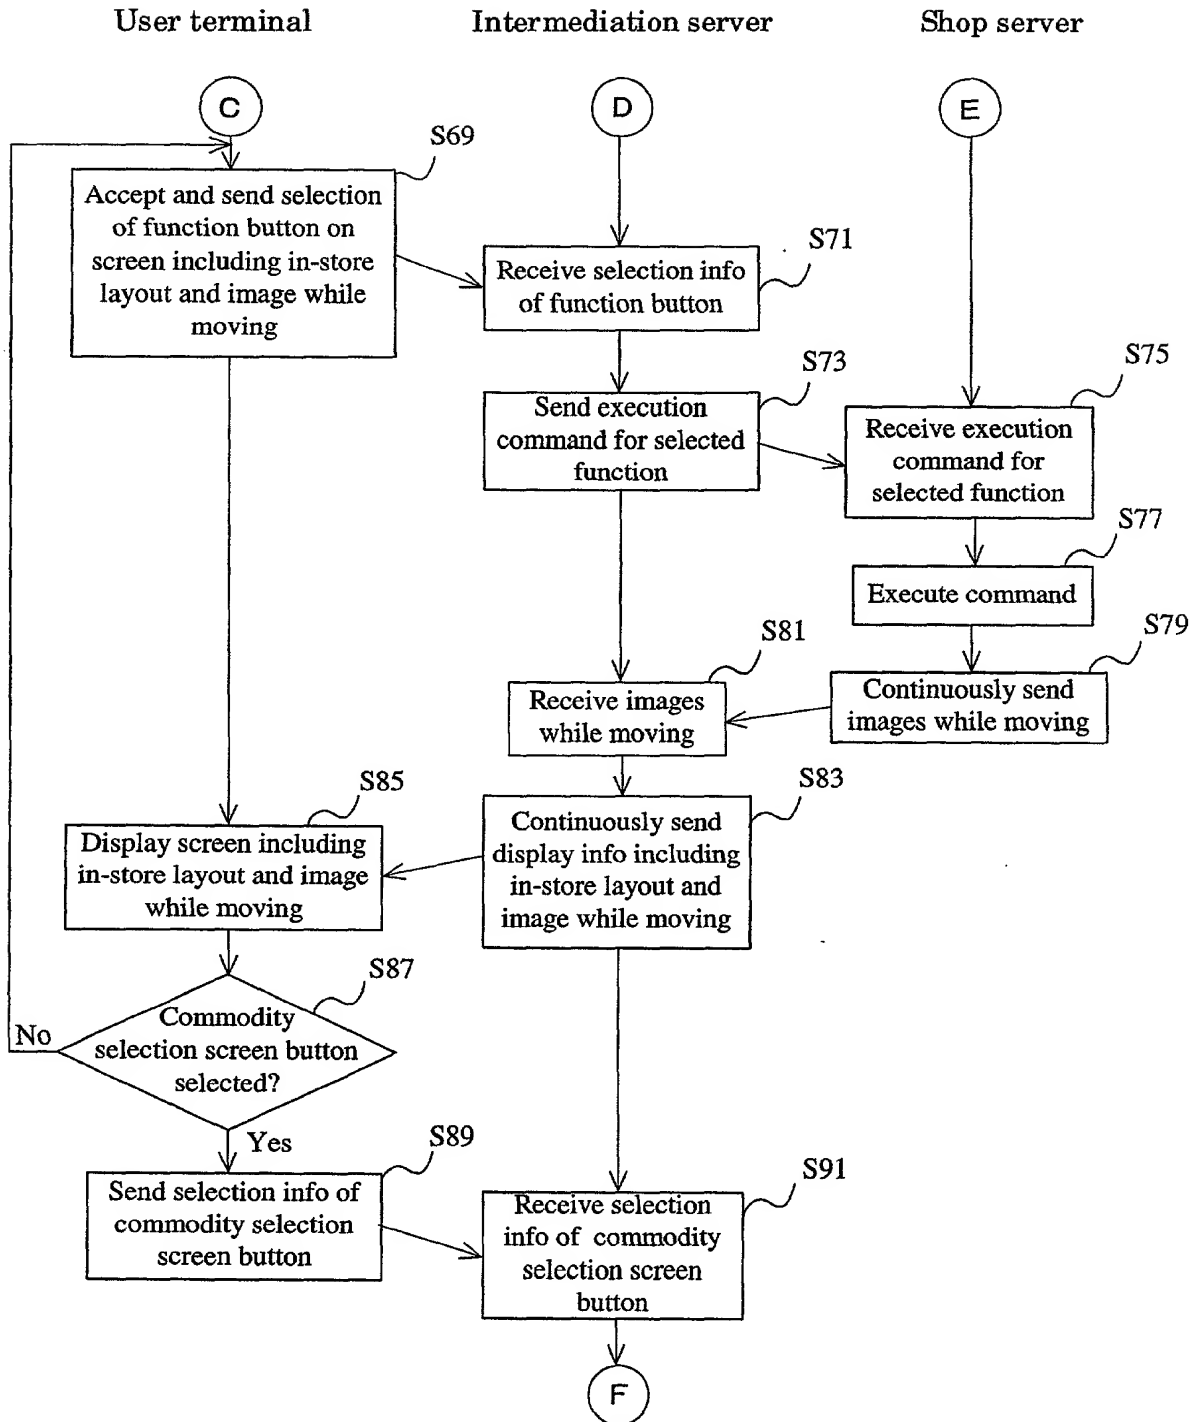 User terminal
Intermediation server
Shop server
C
D
E
S69
Accept and send selection
of function button on
screen including in-store
layout and image while
moving
S71
Receive selection info
of function button
S73
Send execution
command for selected
function
S75
Receive execution
command for
selected function
S77
Execute command
S79
Continuously send
images while moving
S81
Receive images
while moving
S83
Continuously send
display info including
in-store layout and
image while moving
S85
Display screen including
in-store layout and image
while moving
S87
Commodity
selection screen button
selected?
No
Yes
S89
Send selection info of
commodity selection
screen button
S91
Receive selection
info of commodity
selection screen
button
F